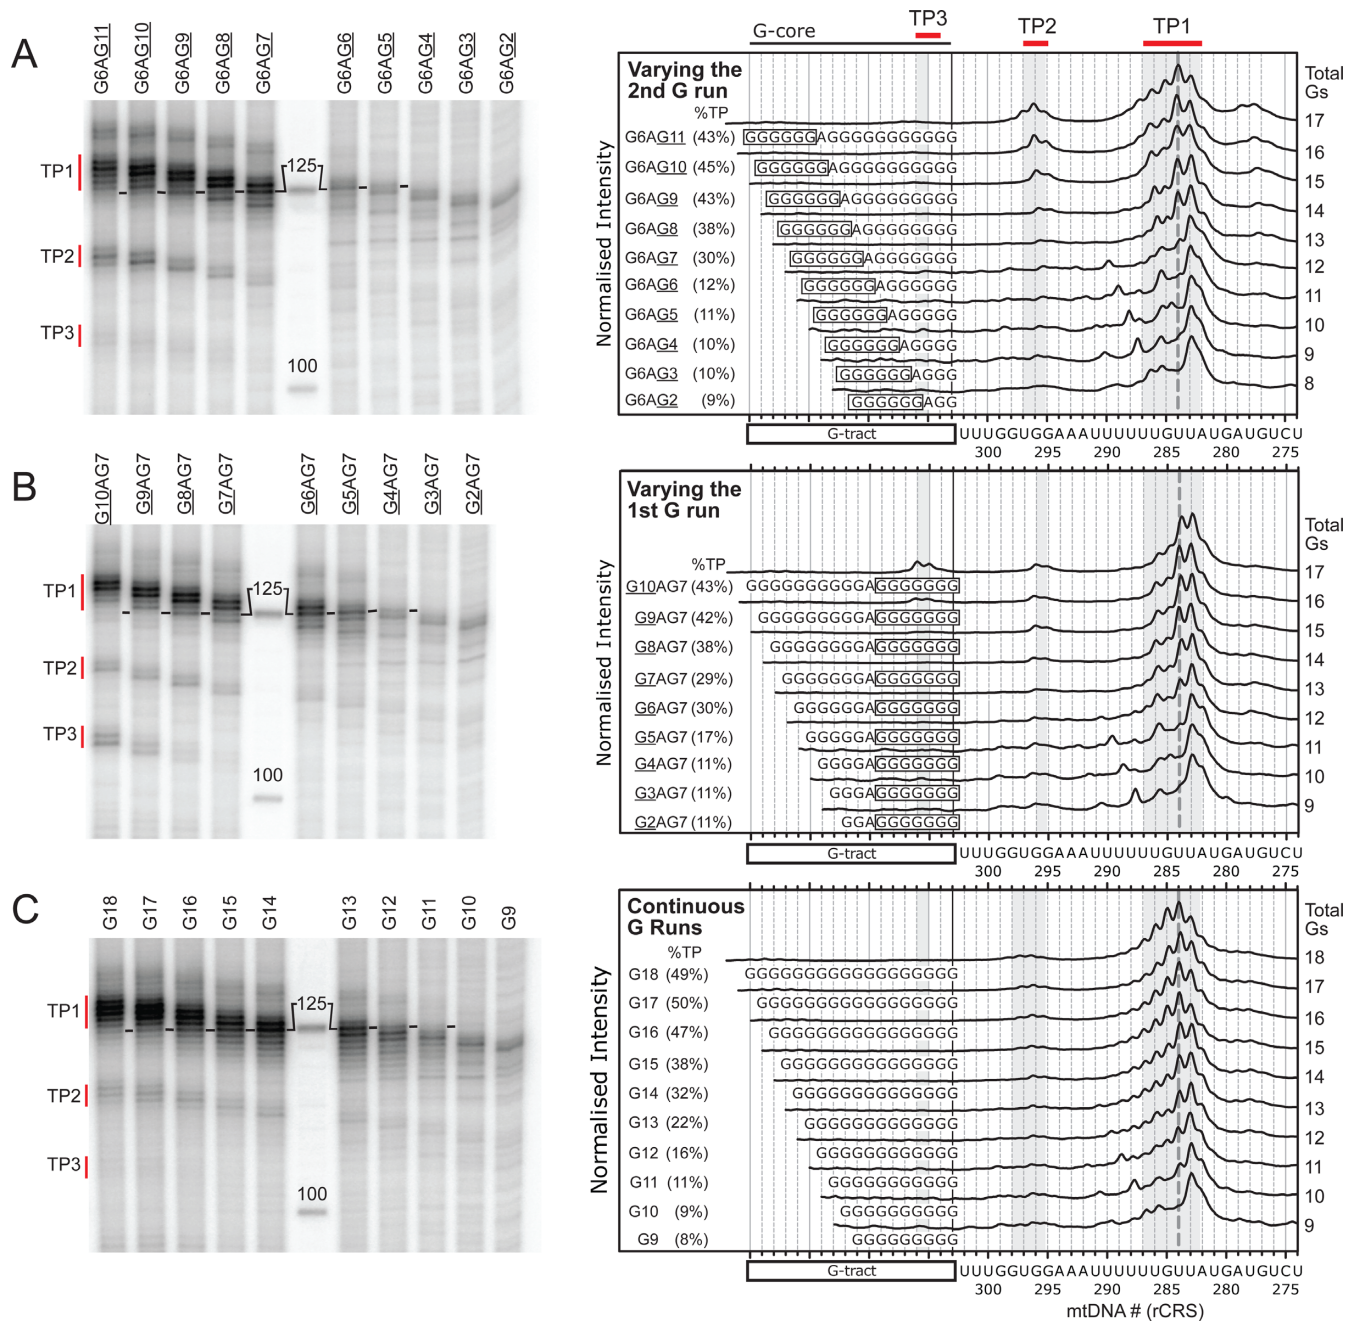 A
G6AG11
G6AG10
G6AG9
G6AG8
G6AG7
G6AG6
G6AG5
G6AG4
G6AG3
G6AG2
TP1
TP2
TP3
125
100
G-core
TP3
TP2
TP1
Varying the
2nd G run
%TP
Total
Gs
Normalised Intensity
17
G6AG11 (43%) GGGGGGAGGGGGGGGGGG
16
G6AG10 (45%) GGGGGGAGGGGGGGGGG
15
G6AG9 (43%) GGGGGGAGGGGGGGGG
14
G6AG8 (38%) GGGGGGAGGGGGGGG
13
G6AG7 (30%) GGGGGGAGGGGGGG
12
G6AG6 (12%) GGGGGGAGGGGGG
11
G6AG5 (11%) GGGGGGAGGGGG
10
G6AG4 (10%) GGGGGGAGGGG
9
G6AG3 (10%) GGGGGGAGGG
8
G6AG2 (9%) GGGGGGAGG
G-tract
UUUGGUGGAAAUUUUUUGUUAUGAUGUCU
300 295 290 285 280 275
B
G10AG7
G9AG7
G8AG7
G7AG7
G6AG7
G5AG7
G4AG7
G3AG7
G2AG7
TP1
TP2
TP3
125
100
Varying the
1st G run
%TP
Total
Gs
Normalised Intensity
17
G10AG7 (43%) GGGGGGGGGGAGGGGGGG
16
G9AG7 (42%) GGGGGGGGGAGGGGGGG
15
G8AG7 (38%) GGGGGGGGAGGGGGGG
14
G7AG7 (29%) GGGGGGGAGGGGGGG
13
G6AG7 (30%) GGGGGGAGGGGGGG
12
G5AG7 (17%) GGGGGAGGGGGGG
11
G4AG7 (11%) GGGGAGGGGGGG
10
G3AG7 (11%) GGGAGGGGGGG
9
G2AG7 (11%) GGAGGGGGGG
G-tract
UUUGGUGGAAAUUUUUUGUUAUGAUGUCU
300 295 290 285 280 275
C
G18
G17
G16
G15
G14
G13
G12
G11
G10
G9
TP1
TP2
TP3
125
100
Continuous
G Runs
%TP
Total
Gs
Normalised Intensity
18
G18 (49%) GGGGGGGGGGGGGGGGGG
17
G17 (50%) GGGGGGGGGGGGGGGGG
16
G16 (47%) GGGGGGGGGGGGGGGG
15
G15 (38%) GGGGGGGGGGGGGGG
14
G14 (32%) GGGGGGGGGGGGGG
13
G13 (22%) GGGGGGGGGGGGG
12
G12 (16%) GGGGGGGGGGGG
11
G11 (11%) GGGGGGGGGGG
10
G10 (9%) GGGGGGGGGG
9
G9 (8%) GGGGGGGGG
G-tract
UUUGGUGGAAAUUUUUUGUUAUGAUGUCU
300 295 290 285 280 275
mtDNA # (rCRS)